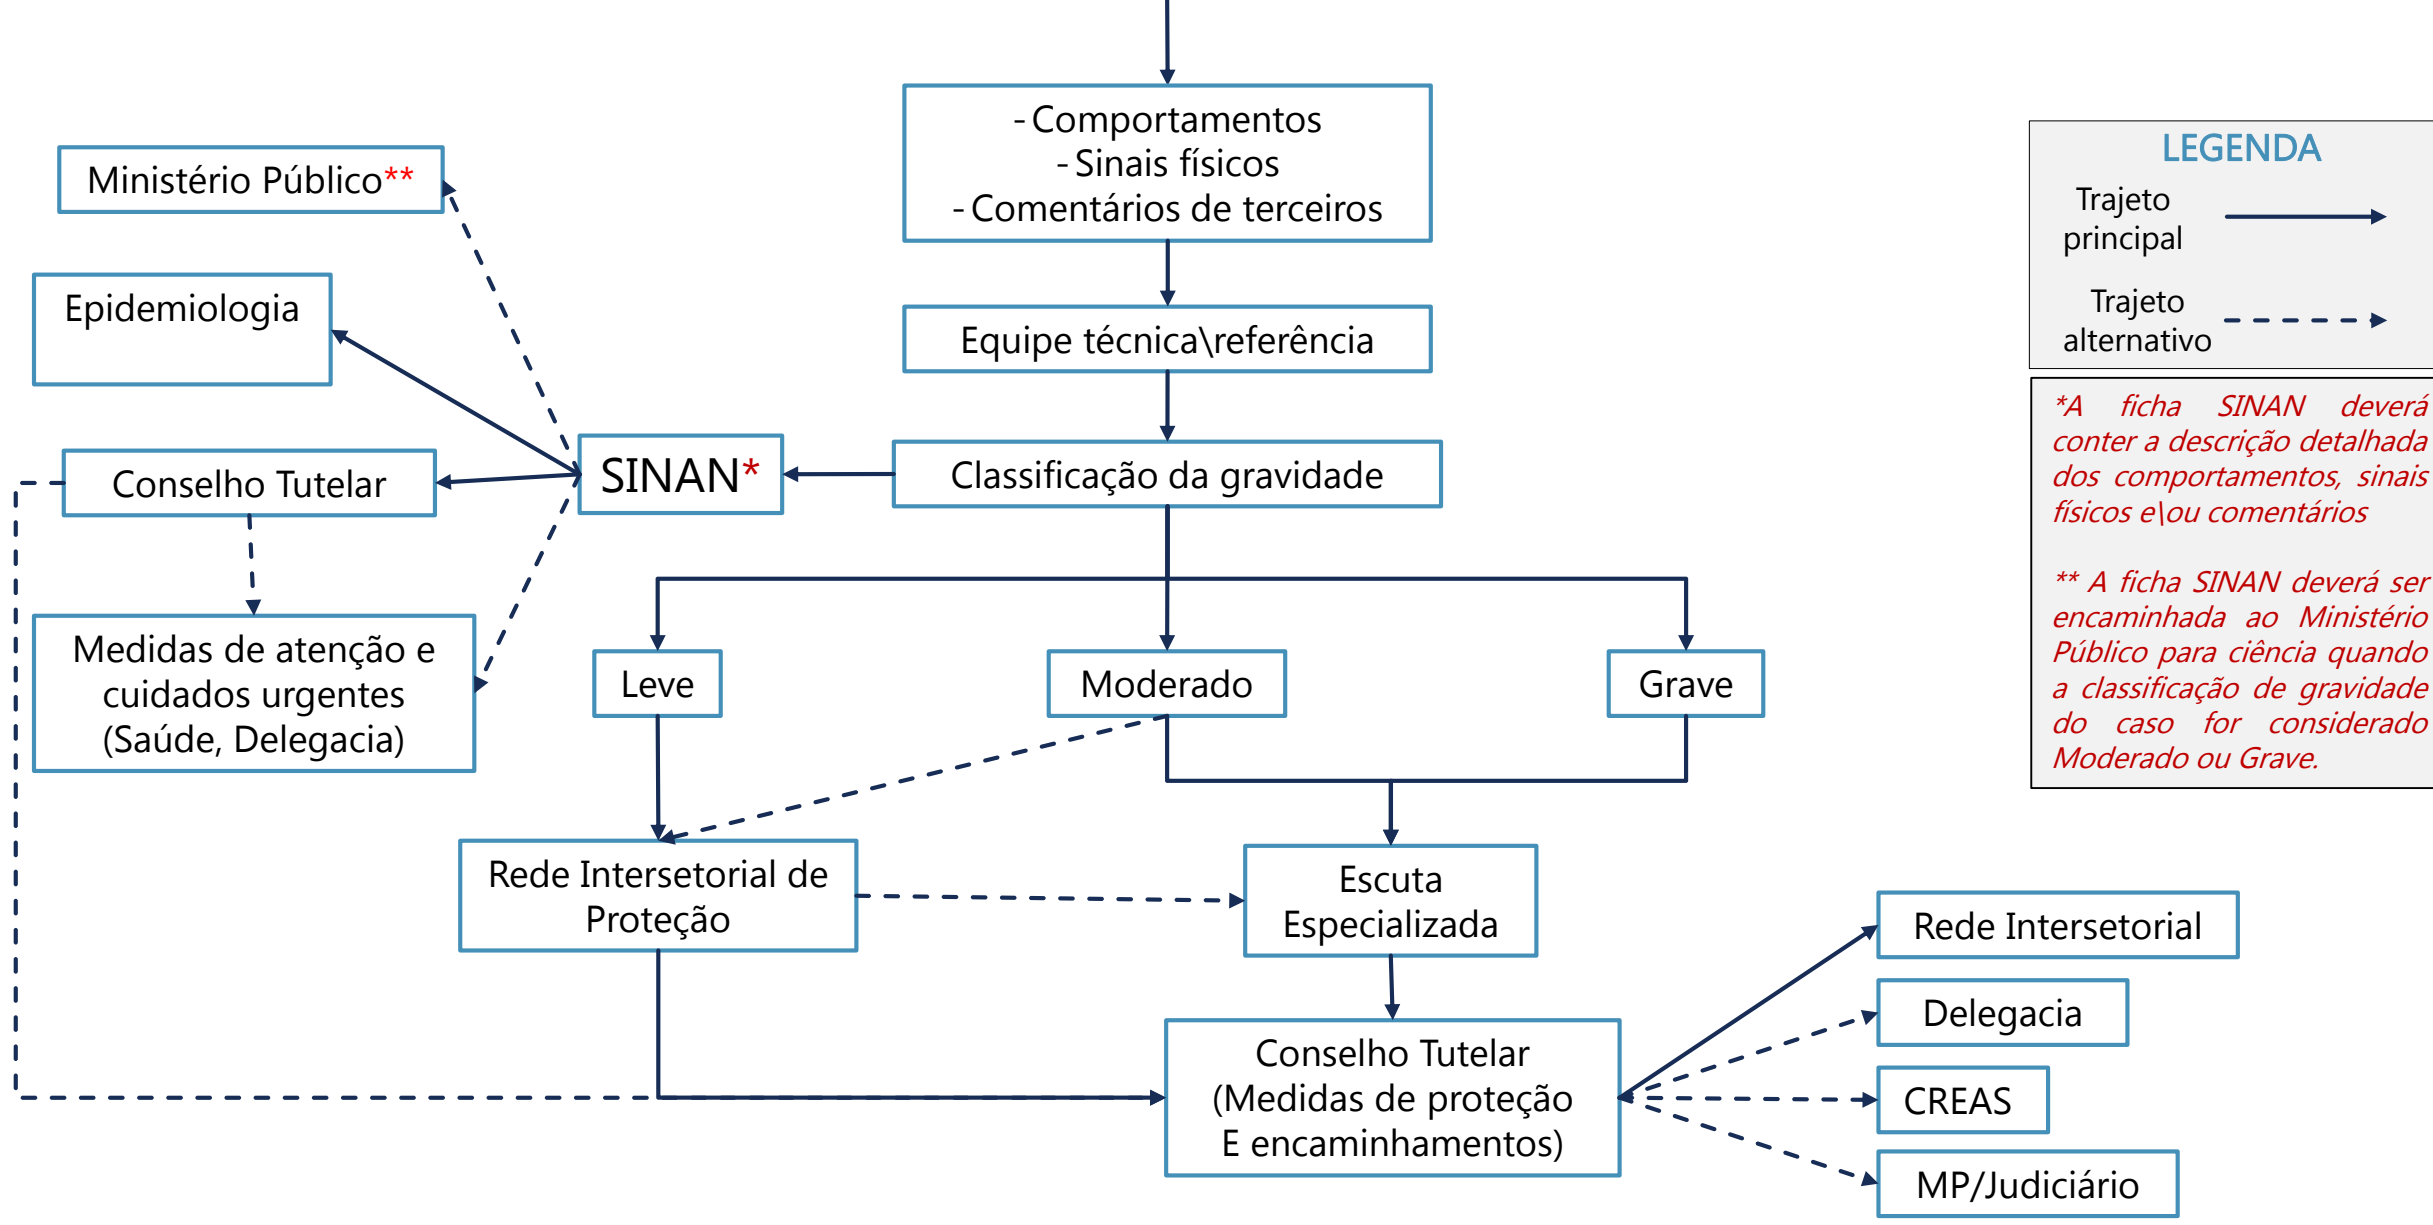 - Comportamentos
- Sinais físicos
- Comentários de terceiros
Ministério Público**
Epidemiologia
Equipe técnica\referência
Conselho Tutelar
SINAN*
Classificação da gravidade
Medidas de atenção e
cuidados urgentes
(Saúde, Delegacia)
Leve
Moderado
Grave
Rede Intersetorial de
Proteção
Escuta
Especializada
Conselho Tutelar
(Medidas de proteção
E encaminhamentos)
Rede Intersetorial
Delegacia
CREAS
MP/Judiciário
LEGENDA
Trajeto
principal
Trajeto
alternativo
*A ficha SINAN deverá
conter a descrição detalhada
dos comportamentos, sinais
físicos e\ou comentários
** A ficha SINAN deverá ser
encaminhada ao Ministério
Público para ciência quando
a classificação de gravidade
do caso for considerado
Moderado ou Grave.